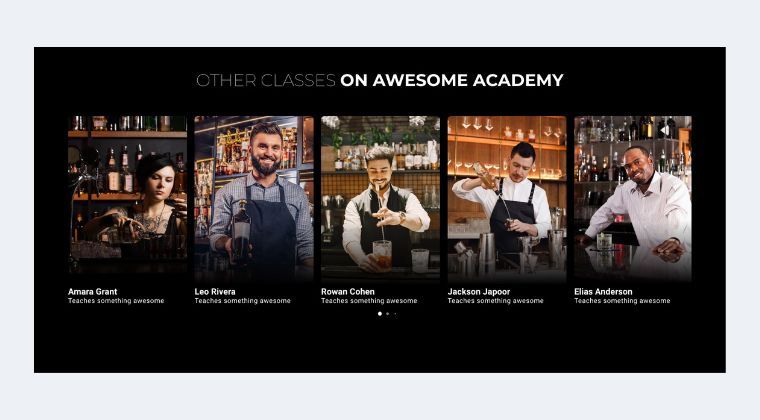 OTHER CLASSES ON AWESOME ACADEMY
Amara Grant
Teaches something awesome
Leo Rivera
Teaches something awesome
Rowan Cohen
Teaches something awesome
Jackson Japoor
Teaches something awesome
Elias Anderson
Teaches something awesome